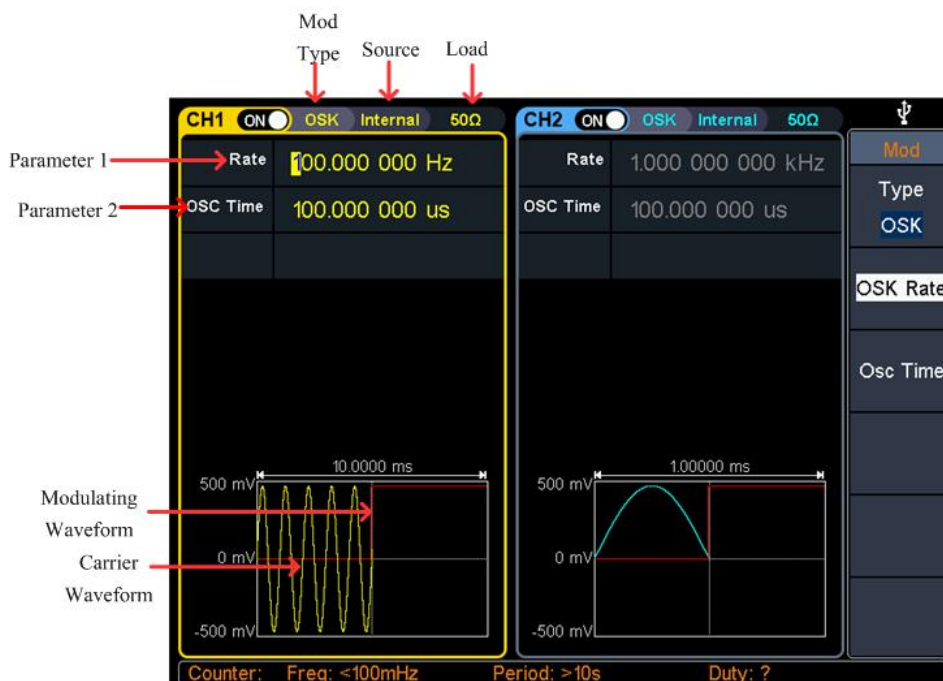 Mod
Type
Source
Load
CH1 ON OSK Internal 50Ω
CH2 ON OSK Internal 50Ω
Mod
Parameter 1
Rate 100.000 000 Hz
Rate 1.000 000 000 kHz
Type
OSK
Parameter 2
OSC Time 100.000 000 us
OSC Time 100.000 000 us
OSK Rate
Osc Time
10.0000 ms
1.00000 ms
500 mV
500 mV
Modulating
Waveform
0 mV
0 mV
Carrier
Waveform
-500 mV
-500 mV
Counter: Freq: <100mHz Period: >10s Duty: ?